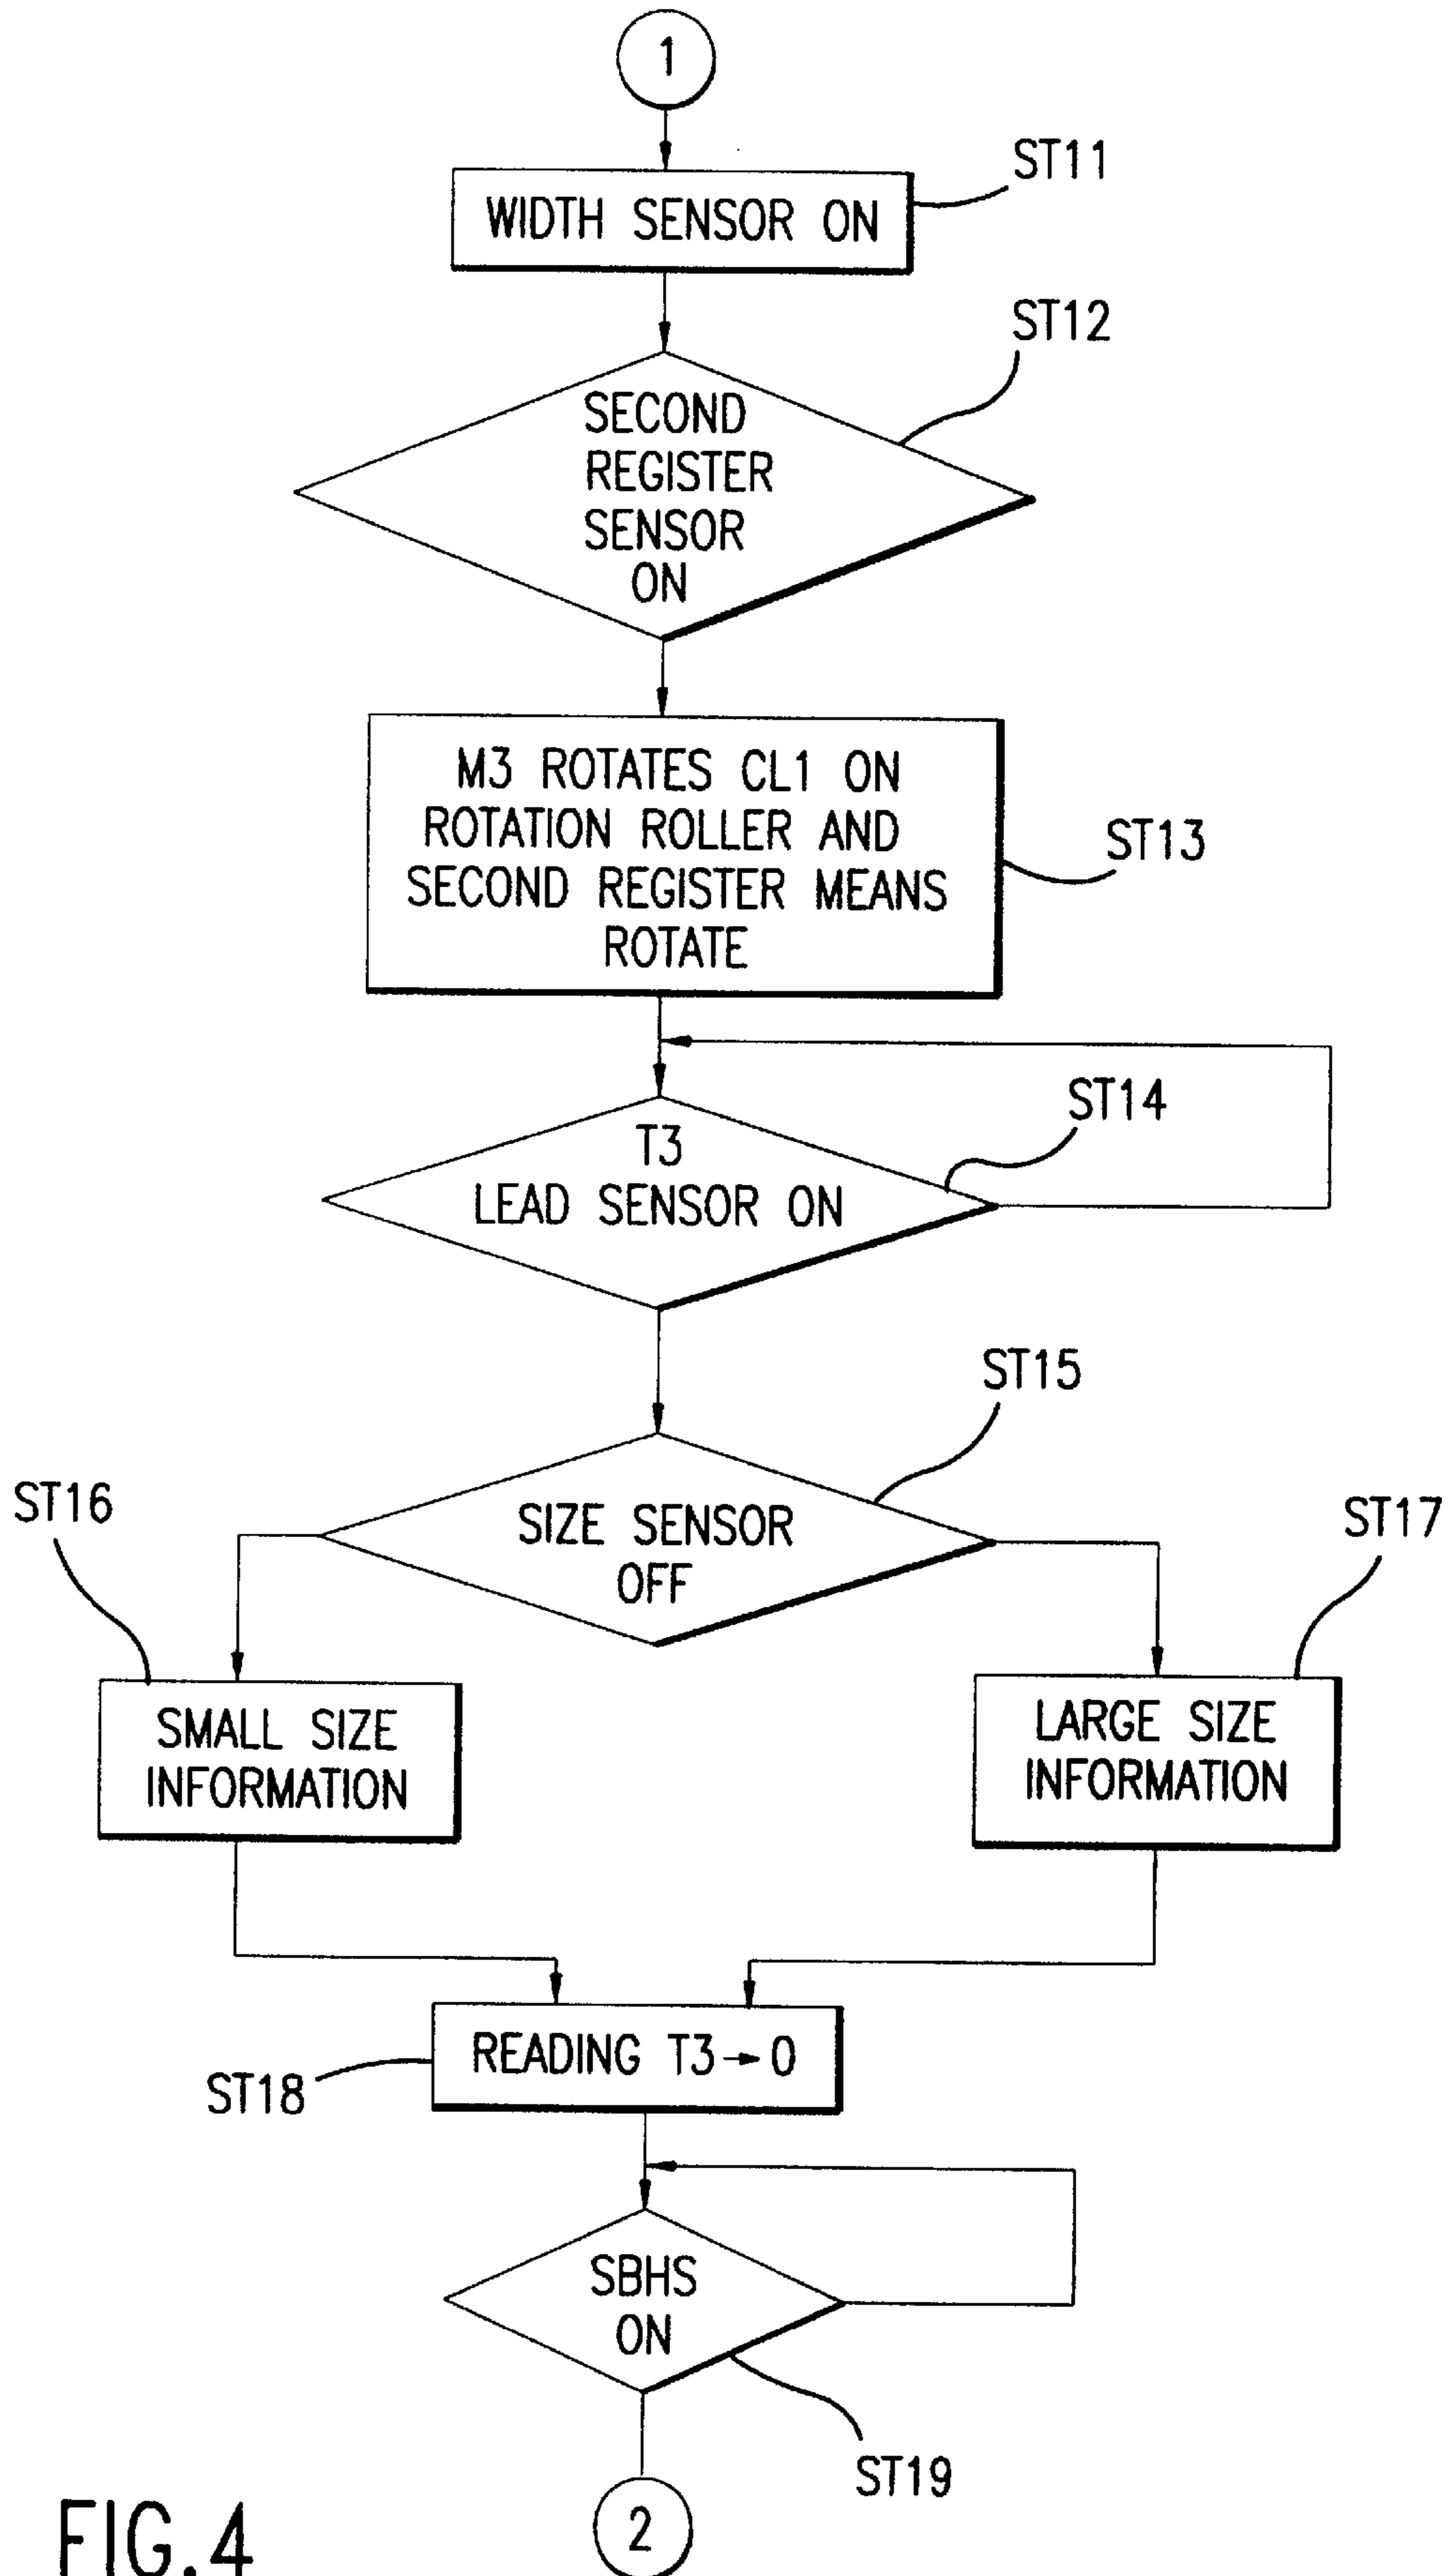 1
ST11
WIDTH SENSOR ON
ST12
SECOND
REGISTER
SENSOR
ON
M3 ROTATES CL1 ON
ROTATION ROLLER AND
SECOND REGISTER MEANS
ROTATE
ST13
ST14
T3
LEAD SENSOR ON
ST15
ST16
SIZE SENSOR
OFF
ST17
SMALL SIZE
INFORMATION
LARGE SIZE
INFORMATION
READING T3→0
ST18
SBHS
ON
ST19
2
FIG.4